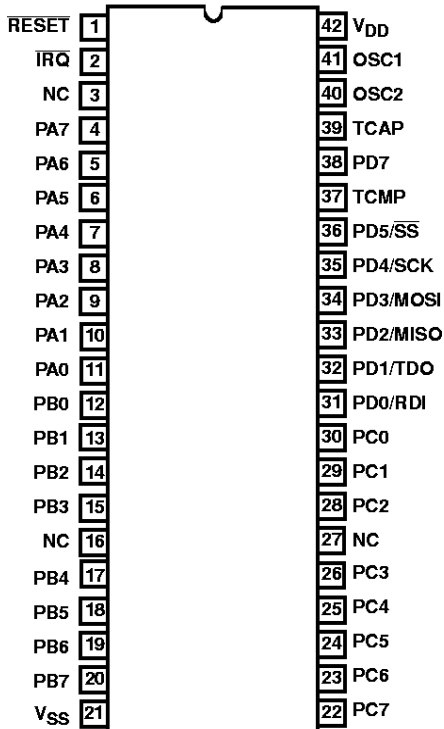 R̅E̅S̅E̅T̅ 1 42 VDD
I̅R̅Q̅ 2 41 OSC1
NC 3 40 OSC2
PA7 4 39 TCAP
PA6 5 38 PD7
PA5 6 37 TCMP
PA4 7 36 PD5/S̅S̅
PA3 8 35 PD4/SCK
PA2 9 34 PD3/MOSI
PA1 10 33 PD2/MISO
PA0 11 32 PD1/TDO
PB0 12 31 PD0/RDI
PB1 13 30 PC0
PB2 14 29 PC1
PB3 15 28 PC2
NC 16 27 NC
PB4 17 26 PC3
PB5 18 25 PC4
PB6 19 24 PC5
PB7 20 23 PC6
VSS 21 22 PC7